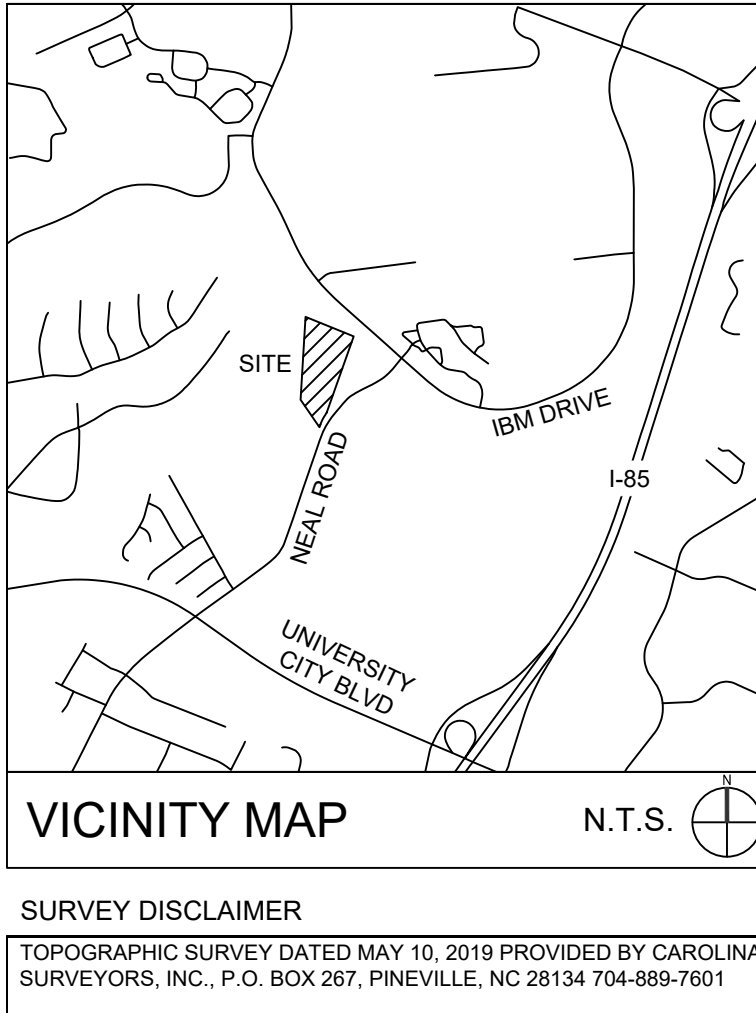 SITE
IBM DRIVE
I-85
NEAL ROAD
UNIVERSITY
CITY BLVD
VICINITY MAP
N.T.S.
N
SURVEY DISCLAIMER
TOPOGRAPHIC SURVEY DATED MAY 10, 2019 PROVIDED BY CAROLINA
SURVEYORS, INC., P.O. BOX 267, PINEVILLE, NC 28134 704-889-7601